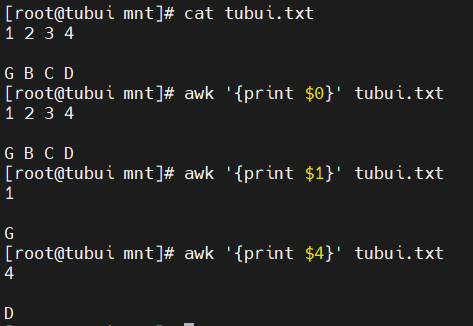 [root@tubui mnt]# cat tubui.txt
1 2 3 4

G B C D
[root@tubui mnt]# awk '{print $0}' tubui.txt
1 2 3 4

G B C D
[root@tubui mnt]# awk '{print $1}' tubui.txt
1

G
[root@tubui mnt]# awk '{print $4}' tubui.txt
4

D